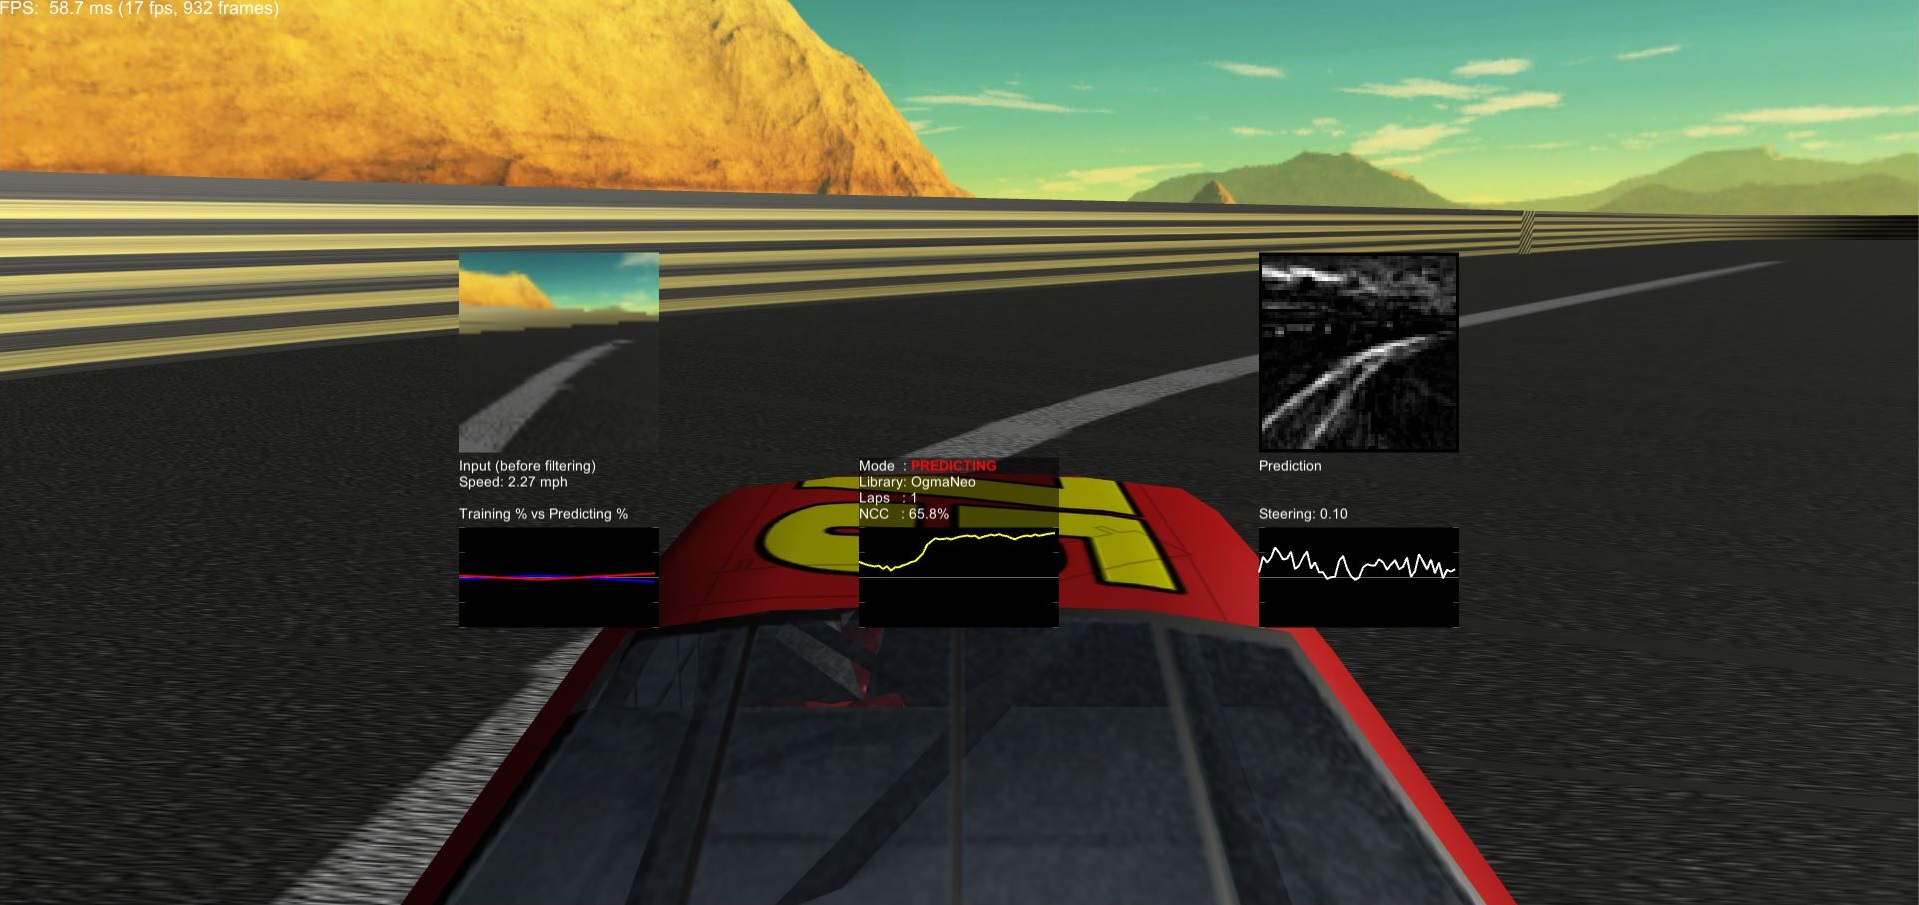 FPS:  58.7 ms (17 fps, 932 frames)
Input (before filtering)
Speed: 2.27 mph
Training % vs Predicting %
Mode  : PREDICTING
Library: OgmaNeo
Laps   : 1
NCC   : 65.8%
Prediction
Steering: 0.10